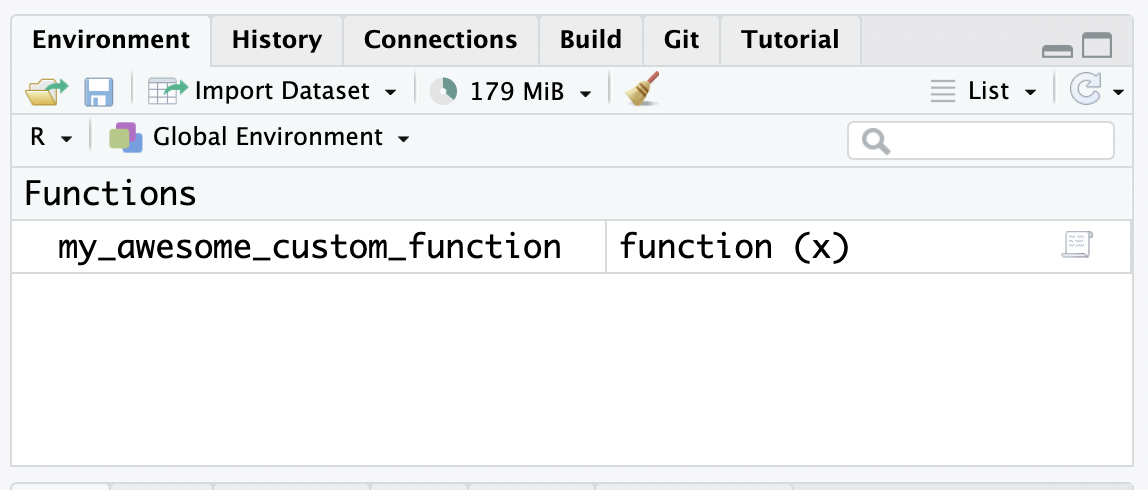 Environment History Connections Build Git Tutorial
Import Dataset 179 MiB List
R Global Environment
Functions
my_awesome_custom_function function (x)